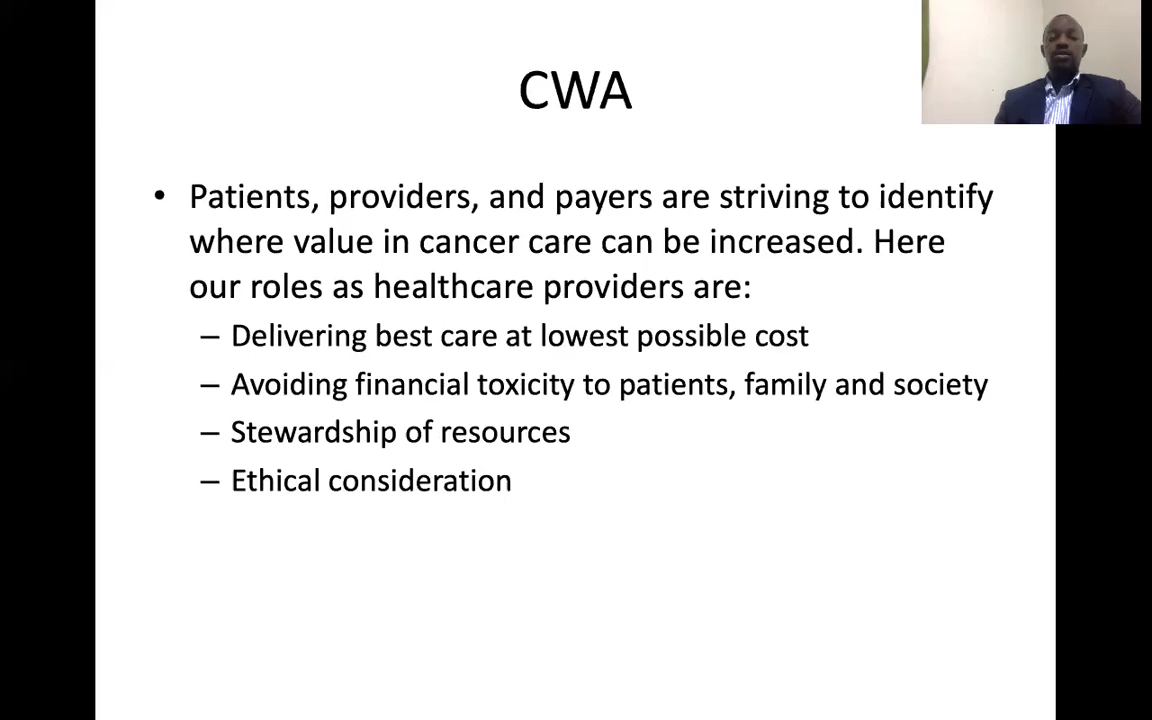 CWA
• Patients, providers, and payers are striving to identify
where value in cancer care can be increased. Here
our roles as healthcare providers are:
– Delivering best care at lowest possible cost
– Avoiding financial toxicity to patients, family and society
– Stewardship of resources
– Ethical consideration